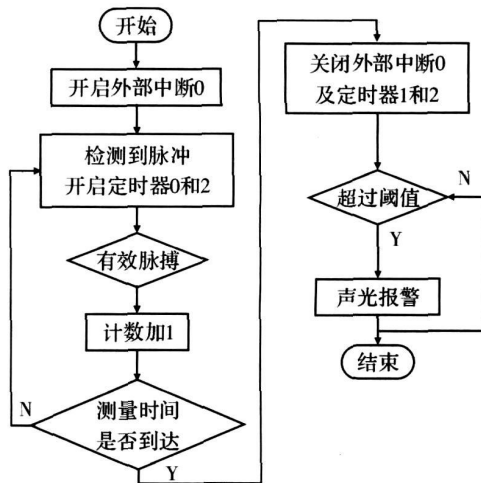 开始
开启外部中断0
检测到脉冲
开启定时器0和2
有效脉搏
计数加1
测量时间
是否到达
N
Y
关闭外部中断0
及定时器1和2
超过阈值
N
Y
声光报警
结束